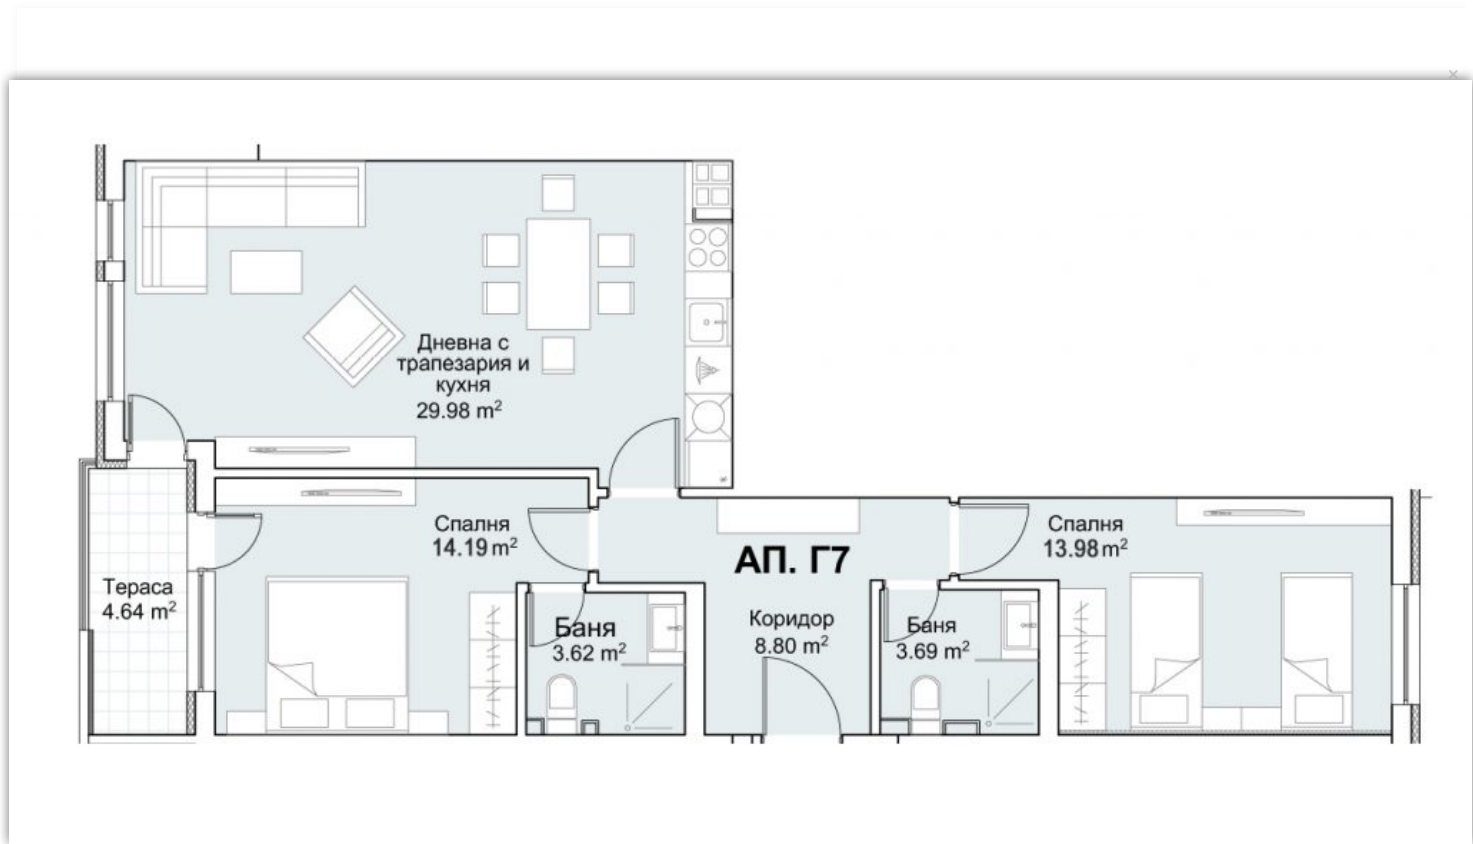 Дневна с
трапезария и
кухня
29.98 m²
Спалня
14.19 m²
Спалня
13.98 m²
АП. Г7
Тераса
4.64 m²
Баня
3.62 m²
Коридор
8.80 m²
Баня
3.69 m²